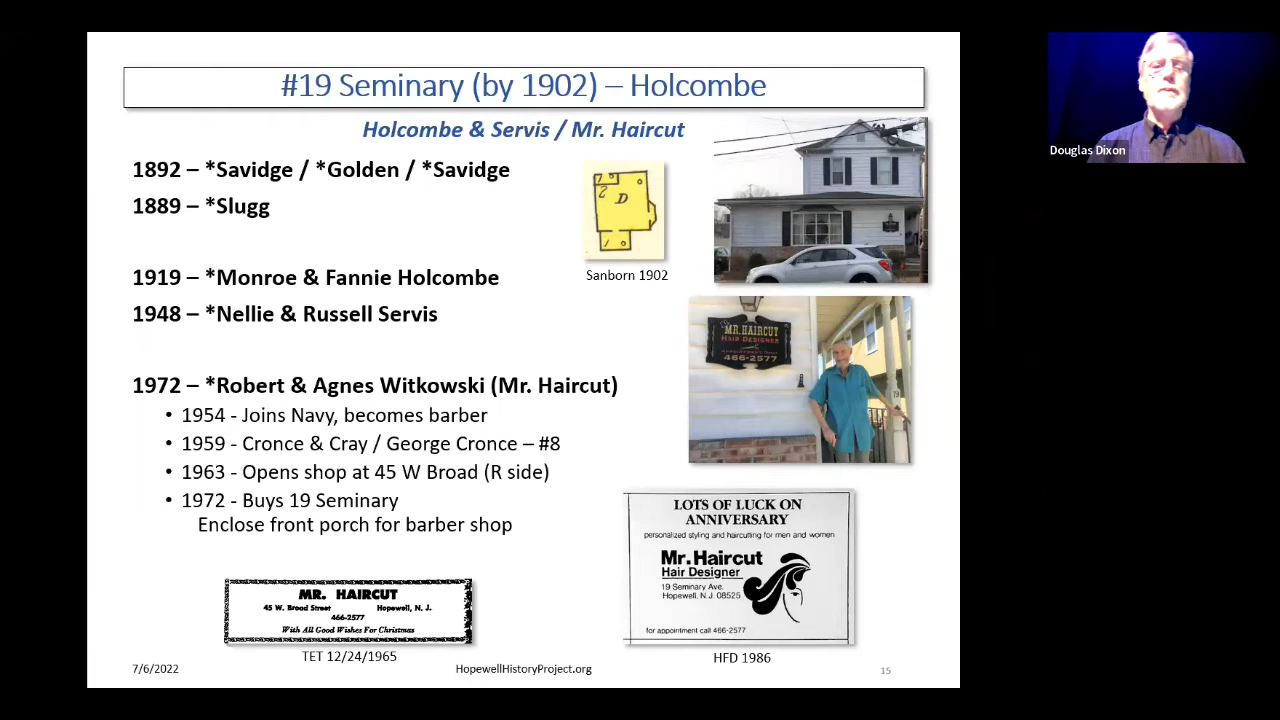 #19 Seminary (by 1902) – Holcombe
Holcombe & Servis / Mr. Haircut
1892 – *Savidge / *Golden / *Savidge
1889 – *Slugg
1919 – *Monroe & Fannie Holcombe
1948 – *Nellie & Russell Servis
1972 – *Robert & Agnes Witkowski (Mr. Haircut)
• 1954 - Joins Navy, becomes barber
• 1959 - Cronce & Cray / George Cronce – #8
• 1963 - Opens shop at 45 W Broad (R side)
• 1972 - Buys 19 Seminary
Enclose front porch for barber shop
2
D
Sanborn 1902
MR. HAIRCUT
HAIR DESIGNER
APPOINTMENT ONLY
466-2577
19
MR. HAIRCUT
45 W. Broad Street Hopewell, N. J.
466-2577
With All Good Wishes For Christmas
TET 12/24/1965
LOTS OF LUCK ON
ANNIVERSARY
personalized styling and haircutting for men and women
Mr. Haircut
Hair Designer
19 Seminary Ave.
Hopewell, N.J. 08525
for appointment call 466-2577
HFD 1986
7/6/2022
HopewellHistoryProject.org
15
Douglas Dixon